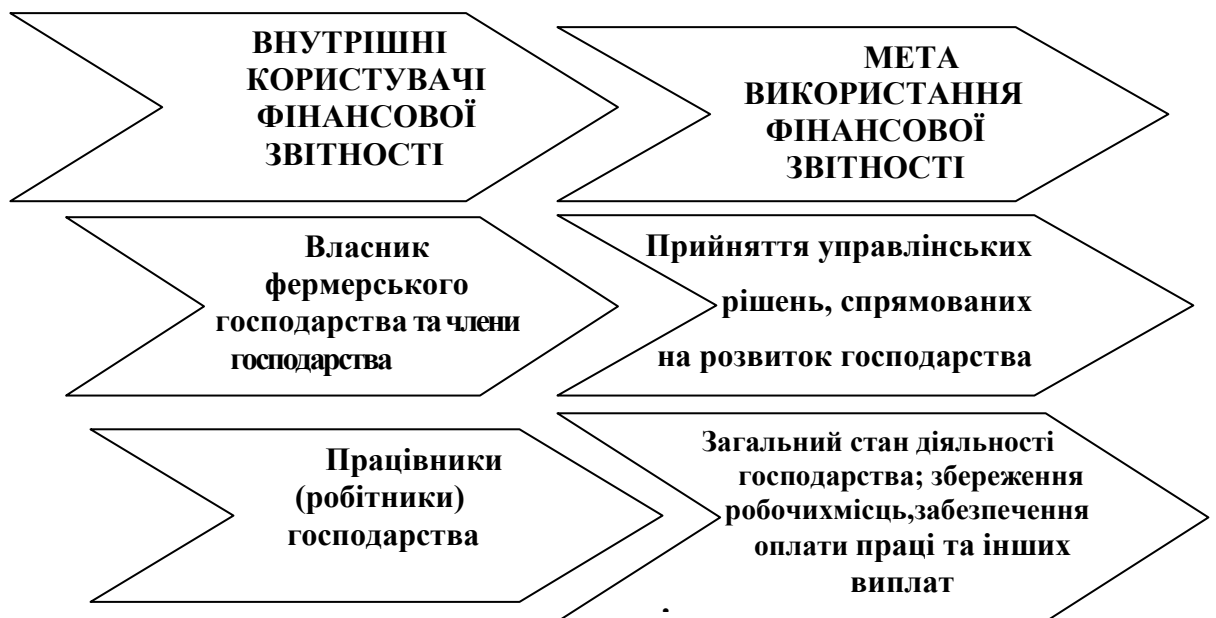 ВНУТРІШНІ
КОРИСТУВАЧІ
ФІНАНСОВОЇ
ЗВІТНОСТІ
МЕТА
ВИКОРИСТАННЯ
ФІНАНСОВОЇ
ЗВІТНОСТІ
Власник
фермерського
господарства та члени
господарства
Прийняття управлінських
рішень, спрямованих
на розвиток господарства
Працівники
(робітники)
господарства
Загальний стан діяльності
господарства; збереження
робочихмісць,забезпечення
оплати праці та інших
виплат